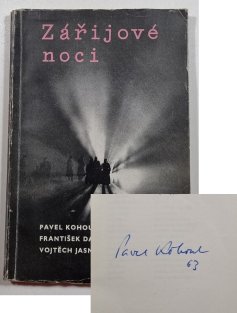 Zářijové
noci
PAVEL KOHOU
FRANTIŠEK DA
VOJTĚCH JASN
Pavel Kohout
63